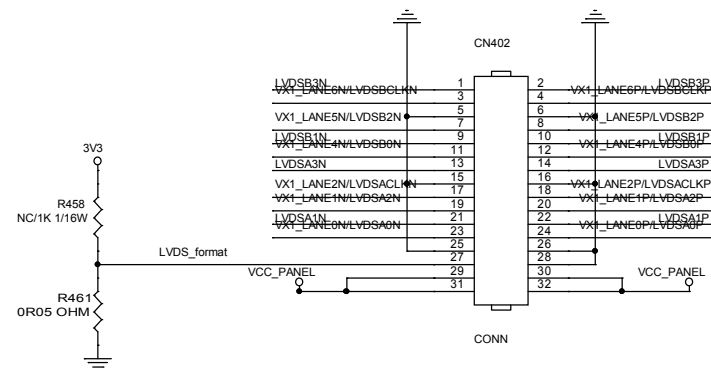 CN402
LVDSB3N 1 2 LVDSB3P
VX1_LANE6N/LVDSBCLKN 3 4 VX1_LANE6P/LVDSBCLKP
VX1_LANE5N/LVDSB2N 5 6 VX1_LANE5P/LVDSB2P
7 8
LVDSB1N 9 10 LVDSB1P
VX1_LANE4N/LVDSB0N 11 12 VX1_LANE4P/LVDSB0P
LVDSA3N 13 14 LVDSA3P
VX1_LANE2N/LVDSACLKN 15 16 VX1_LANE2P/LVDSACLKP
VX1_LANE1N/LVDSA2N 17 18 VX1_LANE1P/LVDSA2P
19 20
LVDSA1N 21 22 LVDSA1P
VX1_LANE0N/LVDSA0N 23 24 VX1_LANE0P/LVDSA0P
25 26
LVDS_format 27 28
VCC_PANEL 29 30 VCC_PANEL
31 32
CONN
3V3
R458
NC/1K 1/16W
R461
0R05 OHM